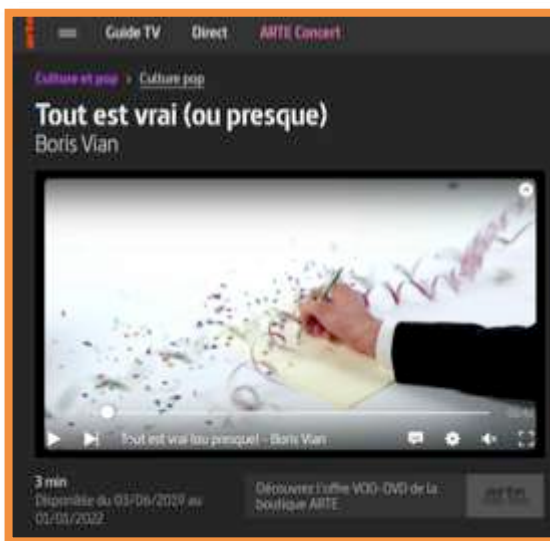 arte
Guide TV Direct ARTE Concert
Culture et pop > Culture pop
Tout est vrai (ou presque)
Boris Vian
Tout est vrai (ou presque) - Boris Vian
3 min
Disponible du 03/06/2019 au
01/01/2022
Découvrez l'offre VOD-DVD de la
boutique ARTE
arte